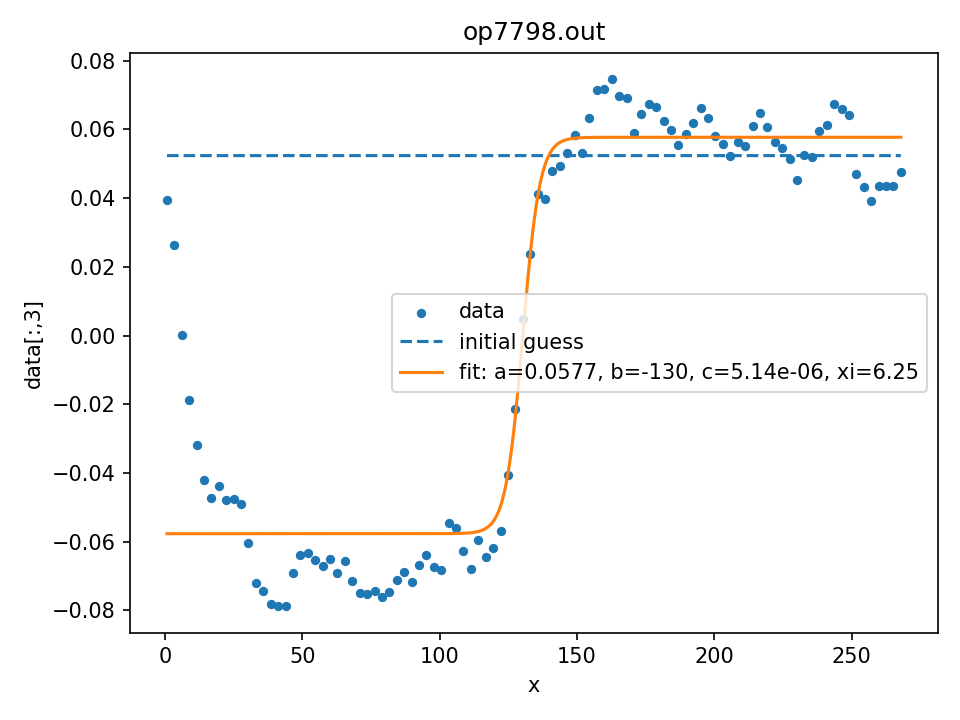 op7798.out
0.08
0.06
0.04
0.02
0.00
−0.02
−0.04
−0.06
−0.08
data[:,3]
data
initial guess
fit: a=0.0577, b=-130, c=5.14e-06, xi=6.25
0 50 100 150 200 250
x